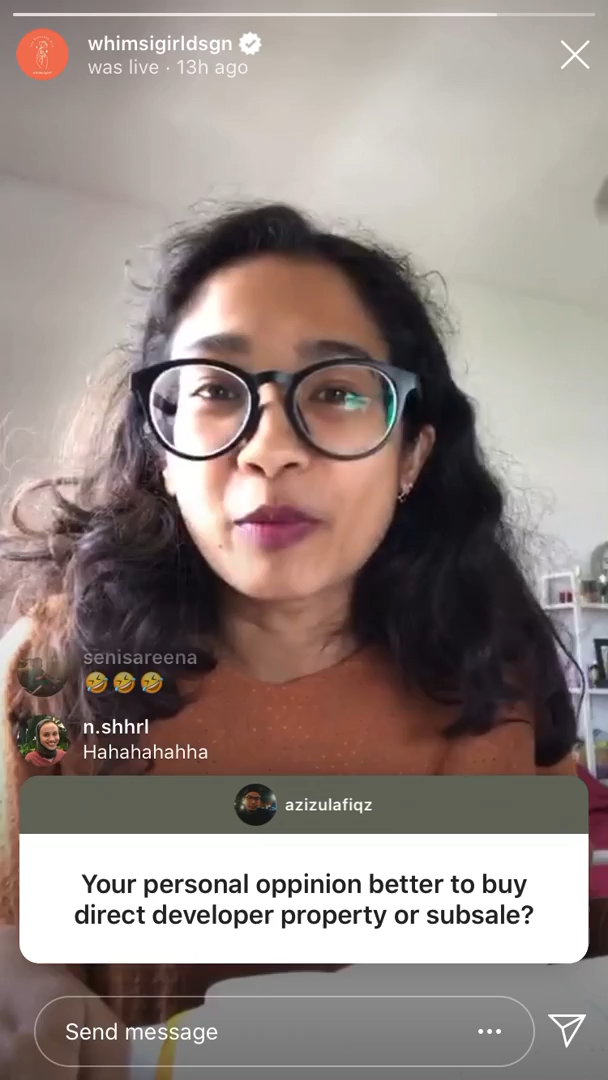 whimsigirldsgn
was live · 13h ago
senisareena
🤣🤣🤣
n.shhrl
Hahahahahha
azizulafiqz
Your personal oppinion better to buy
direct developer property or subsale?
Send message